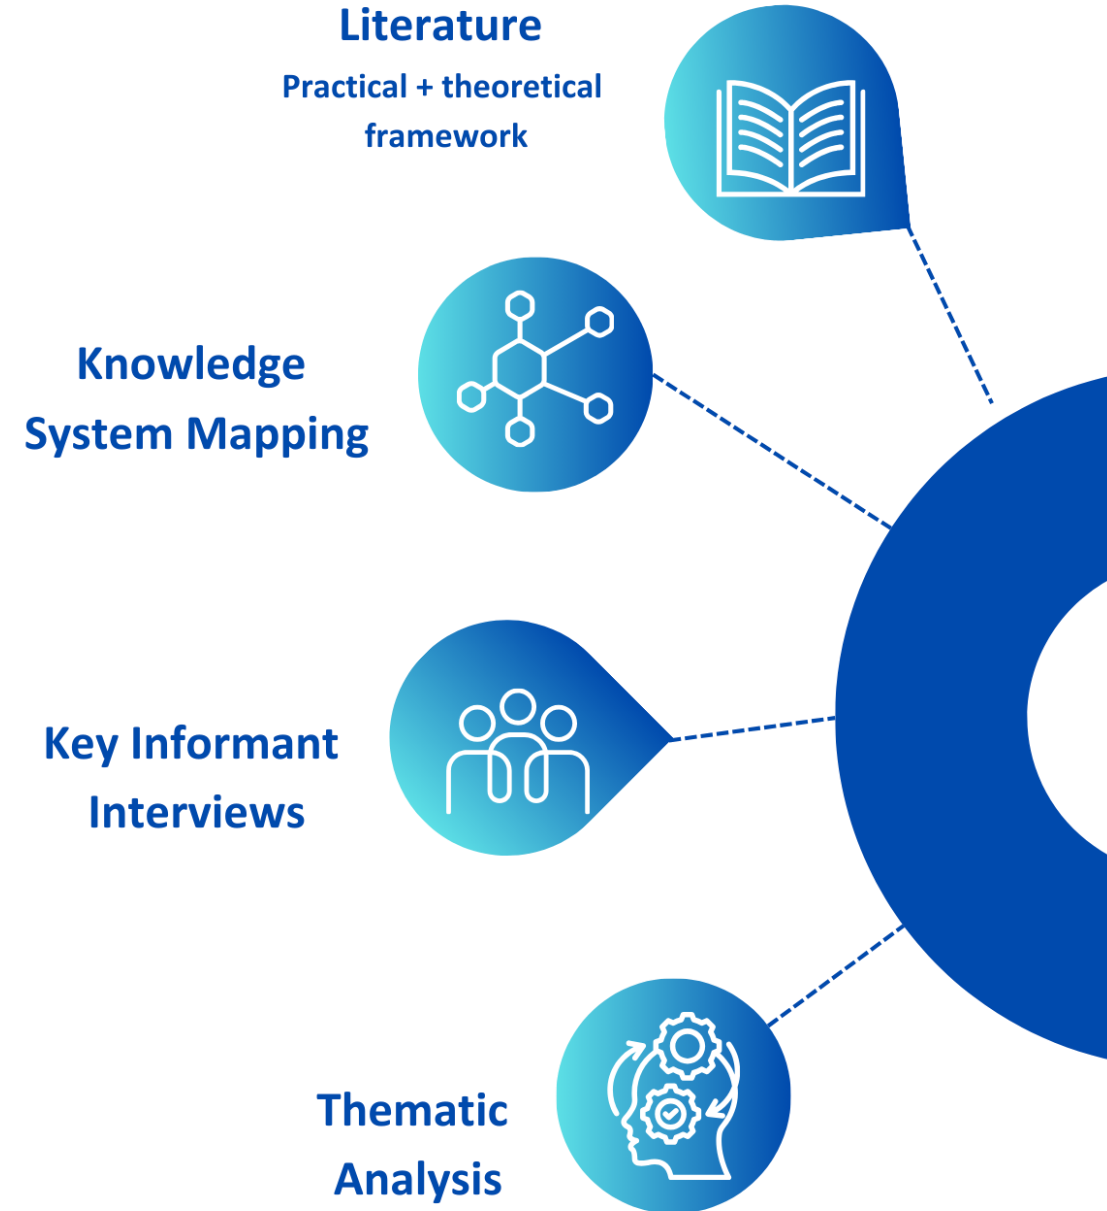 Literature
Practical + theoretical
framework
Knowledge
System Mapping
Key Informant
Interviews
Thematic
Analysis